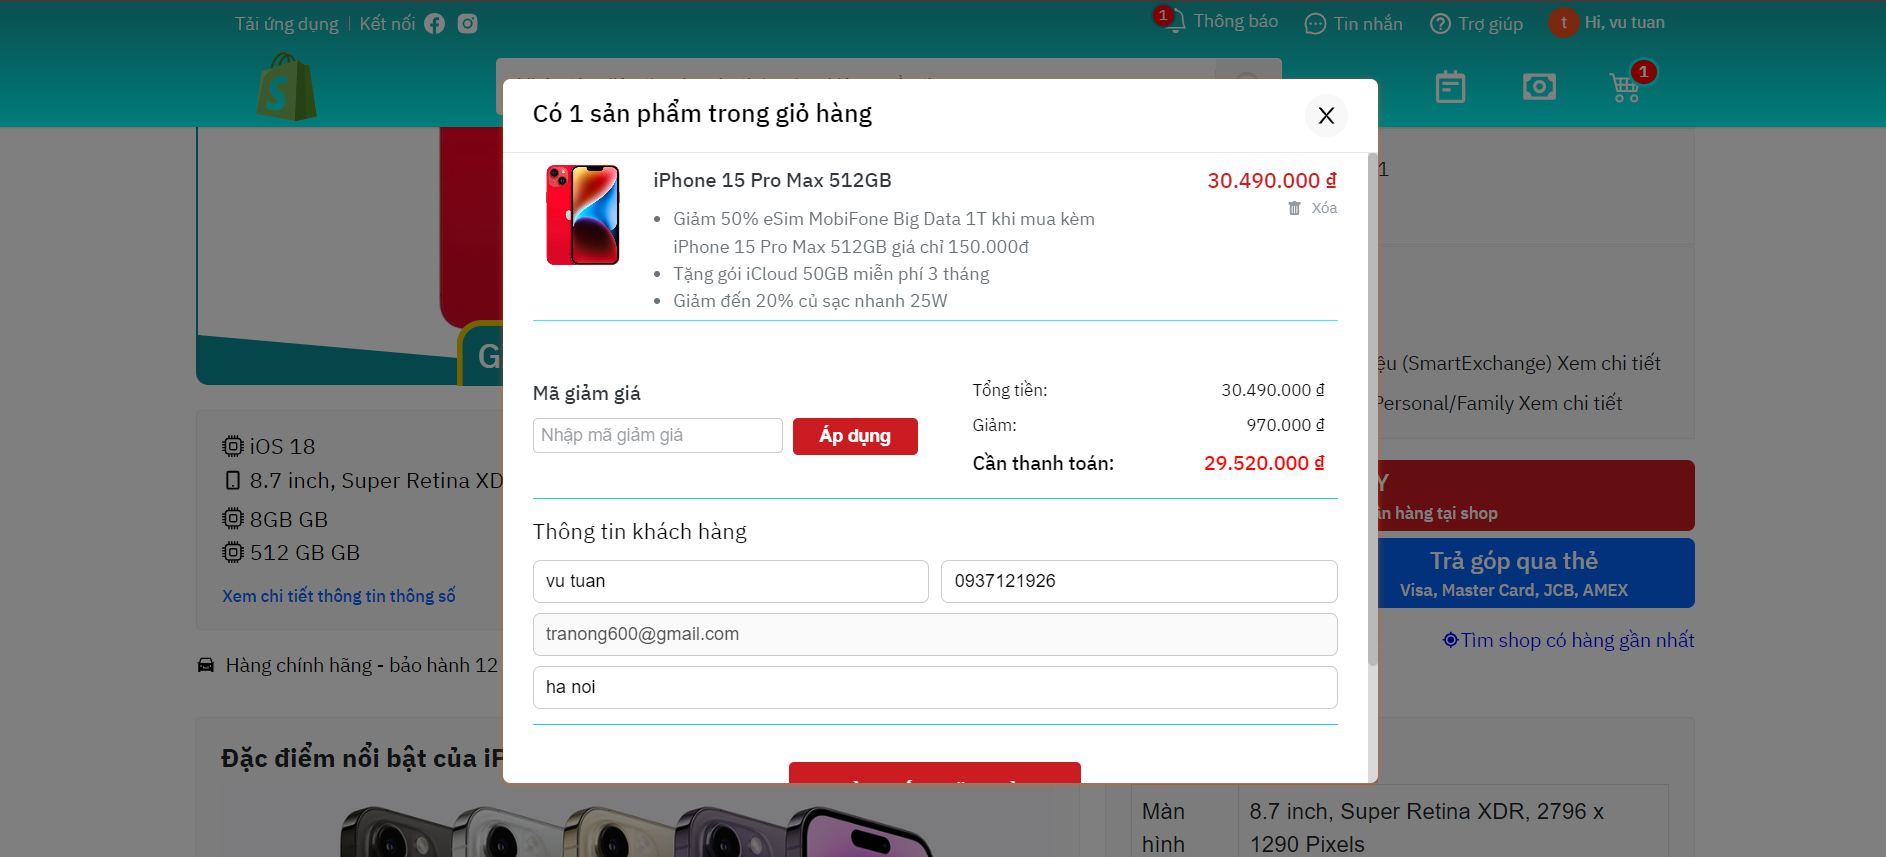 Tải ứng dụng
Kết nối
1
Thông báo
Tin nhắn
Trợ giúp
t
Hi, vu tuan
S
1
Có 1 sản phẩm trong giỏ hàng
X
iPhone 15 Pro Max 512GB
30.490.000 ₫
Xóa
Giảm 50% eSim MobiFone Big Data 1T khi mua kèm
iPhone 15 Pro Max 512GB giá chỉ 150.000đ
Tặng gói iCloud 50GB miễn phí 3 tháng
Giảm đến 20% củ sạc nhanh 25W
Mã giảm giá
Nhập mã giảm giá
Áp dụng
Tổng tiền:
30.490.000 ₫
Giảm:
970.000 ₫
Cần thanh toán:
29.520.000 ₫
Thông tin khách hàng
vu tuan
0937121926
tranong600@gmail.com
ha noi
G
iOS 18
8.7 inch, Super Retina XD
8GB GB
512 GB GB
Xem chi tiết thông tin thông số
Hàng chính hãng - bảo hành 12
Đặc điểm nổi bật của iP
1
(SmartExchange) Xem chi tiết
Personal/Family Xem chi tiết
Y
hàng tại shop
Trả góp qua thẻ
Visa, Master Card, JCB, AMEX
Tìm shop có hàng gần nhất
Màn
hình
8.7 inch, Super Retina XDR, 2796 x
1290 Pixels